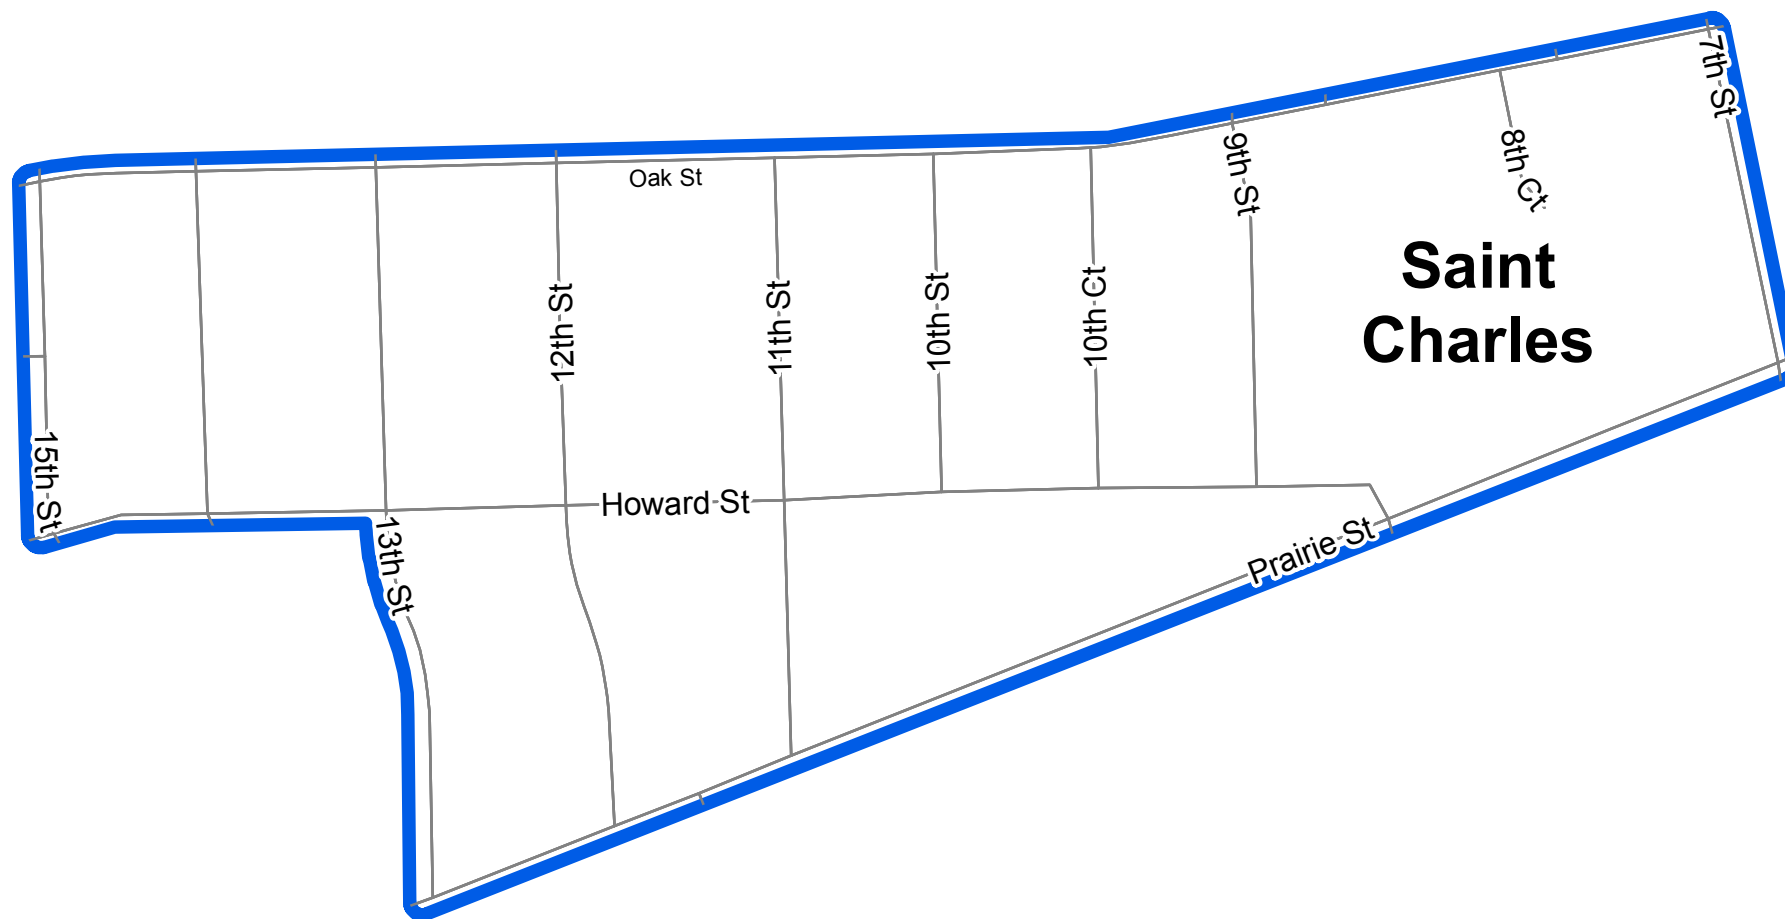 7th St
Oak St
9th St
8th Ct
Saint
Charles
12th St
11th St
10th St
10th Ct
15th St
Howard St
13th St
Prairie St